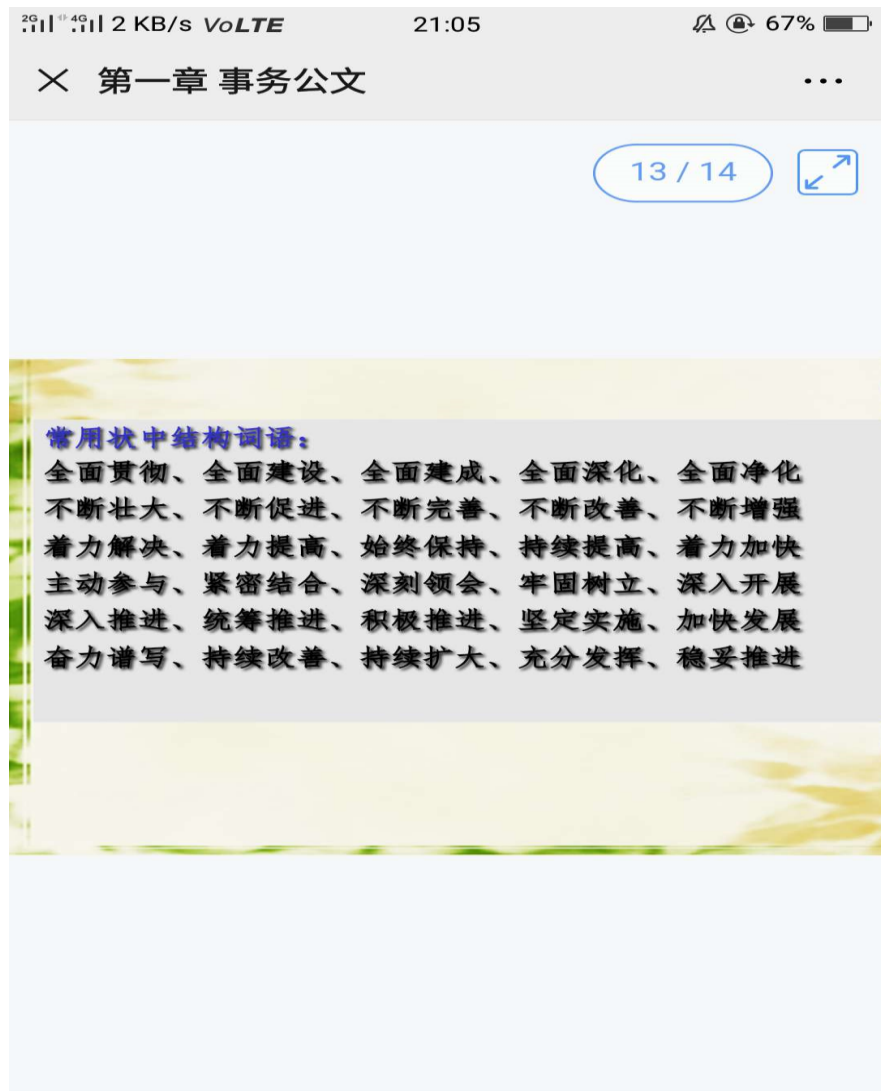 2G 4G 2 KB/s VoLTE 21:05 67%
第一章 事务公文
13 / 14
常用状中结构词语：
全面贯彻、全面建设、全面建成、全面深化、全面净化
不断壮大、不断促进、不断完善、不断改善、不断增强
着力解决、着力提高、始终保持、持续提高、着力加快
主动参与、紧密结合、深刻领会、牢固树立、深入开展
深入推进、统筹推进、积极推进、坚定实施、加快发展
奋力谱写、持续改善、持续扩大、充分发挥、稳妥推进